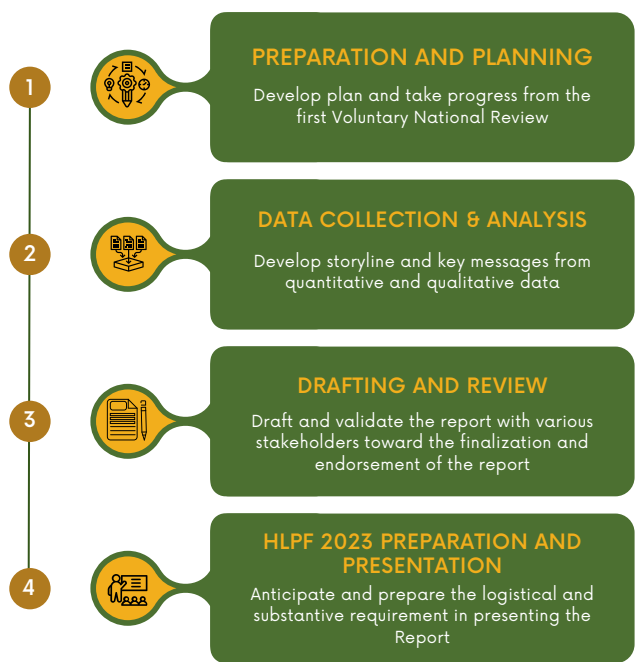 1
PREPARATION AND PLANNING
Develop plan and take progress from the
first Voluntary National Review
2
DATA COLLECTION & ANALYSIS
Develop storyline and key messages from
quantitative and qualitative data
3
DRAFTING AND REVIEW
Draft and validate the report with various
stakeholders toward the finalization and
endorsement of the report
4
HLPF 2023 PREPARATION AND
PRESENTATION
Anticipate and prepare the logistical and
substantive requirement in presenting the
Report